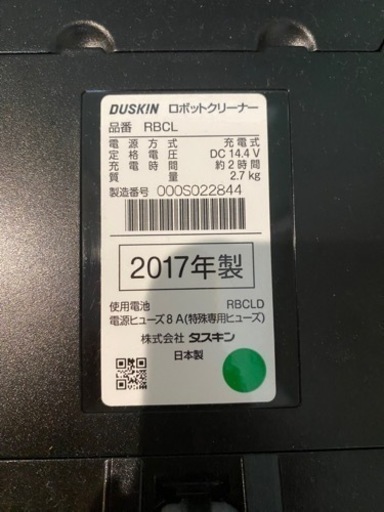 DUSKIN ロボットクリーナー
品番 RBCL
電源方式 充電式
定格電圧 DC 14.4 V
充電時間 約2時間
質量 2.7 kg
製造番号 000S022844
2017年製
使用電池 RBCLD
電源ヒューズ8 A(特殊専用ヒューズ)
株式会社 ダスキン
日本製